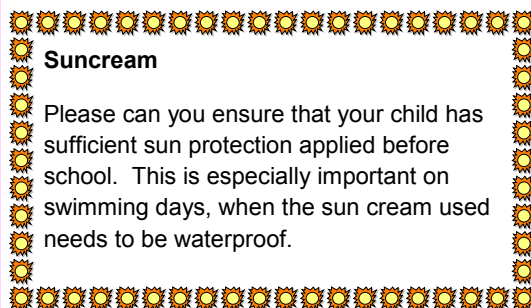 Suncream
Please can you ensure that your child has
sufficient sun protection applied before
school.  This is especially important on
swimming days, when the sun cream used
needs to be waterproof.